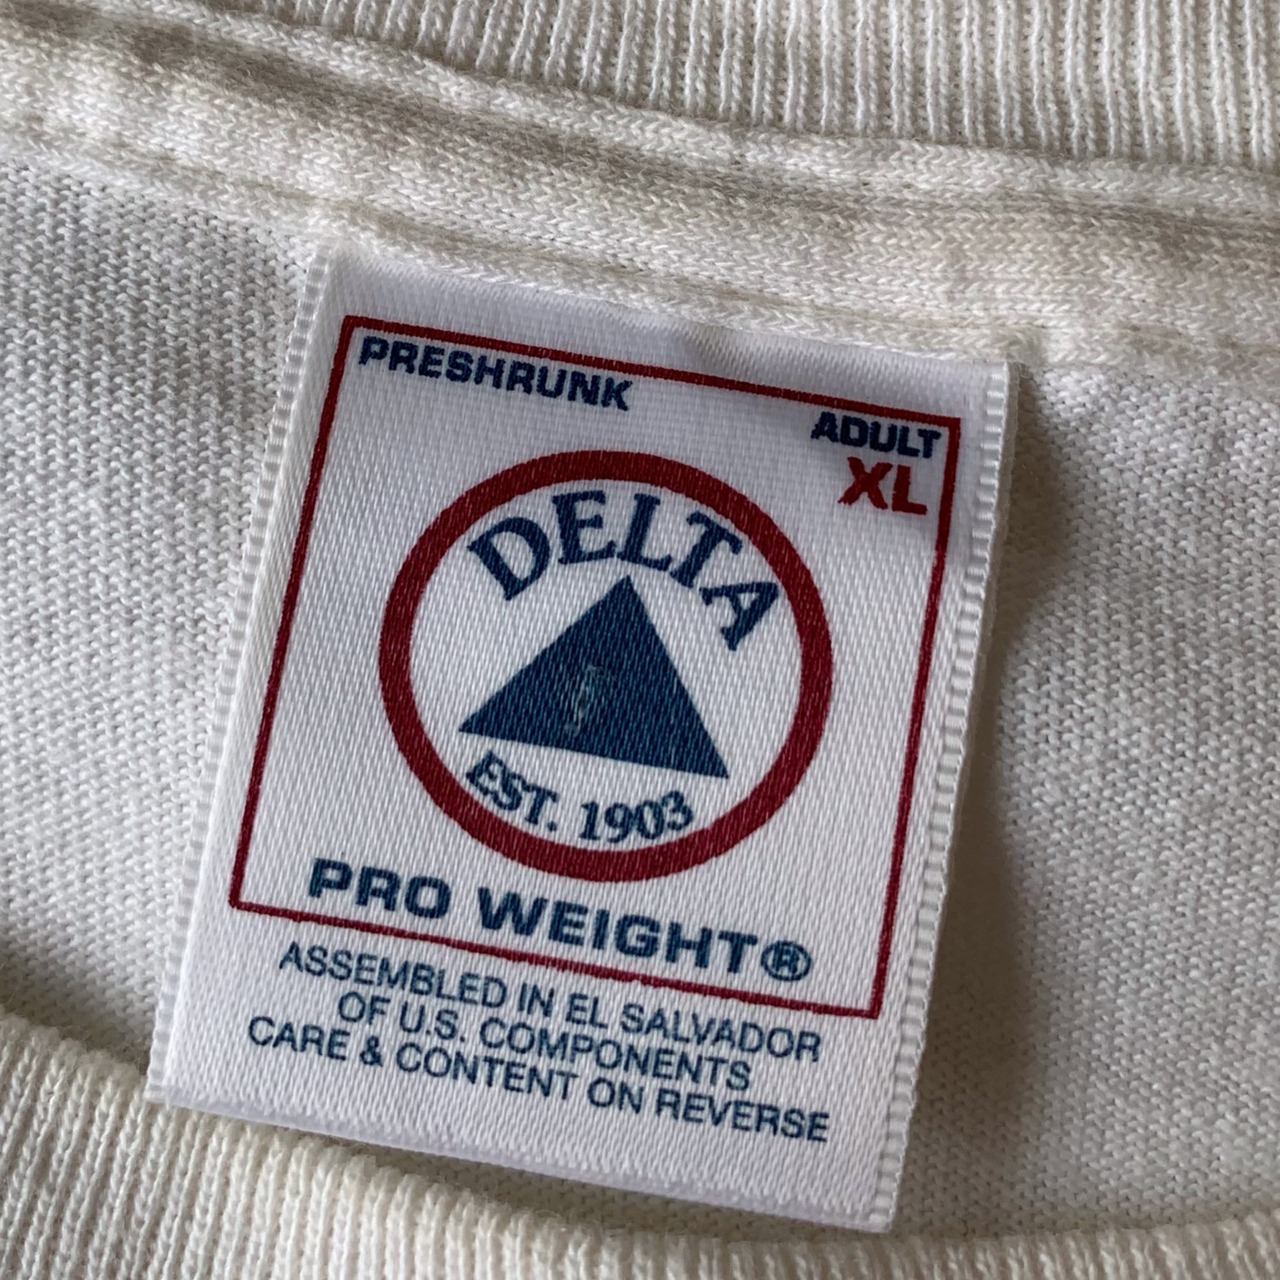 PRESHRUNK
ADULT
XL
DELTA
EST. 1903
PRO WEIGHT®
ASSEMBLED IN EL SALVADOR
OF U.S. COMPONENTS
CARE & CONTENT ON REVERSE